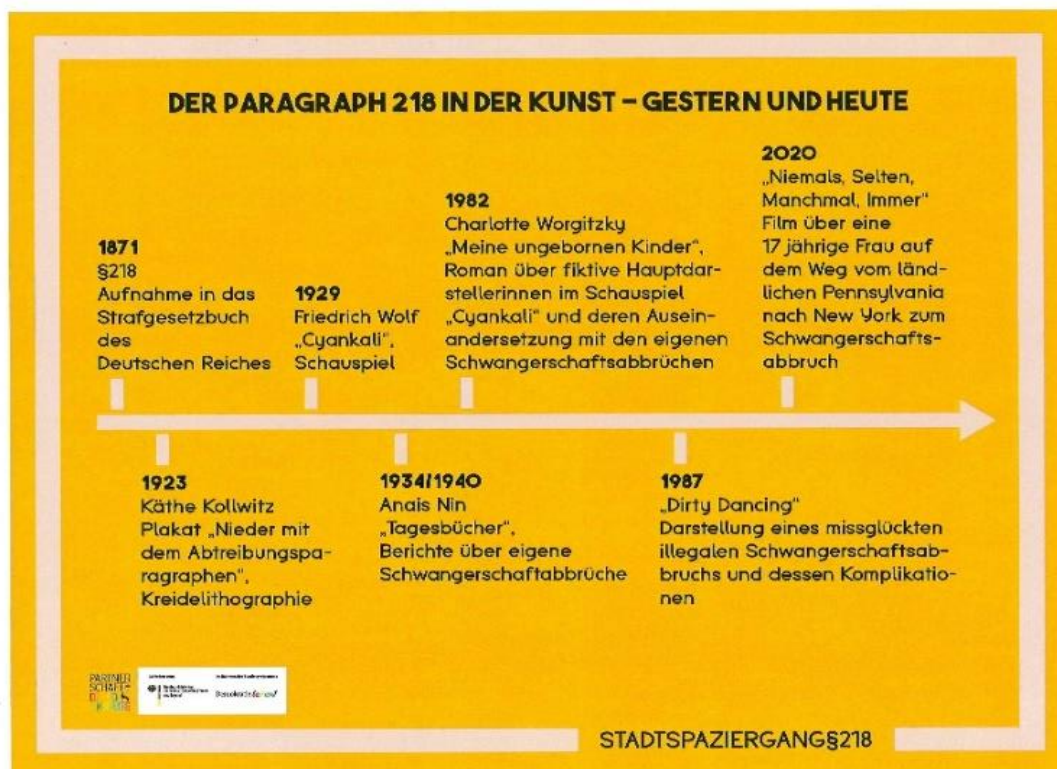 DER PARAGRAPH 218 IN DER KUNST – GESTERN UND HEUTE
1871
§218
Aufnahme in das
Strafgesetzbuch
des
Deutschen Reiches
1923
Käthe Kollwitz
Plakat „Nieder mit
dem Abtreibungspa-
ragraphen“,
Kreidelithographie
1929
Friedrich Wolf
„Cyankali“,
Schauspiel
1934/1940
Anais Nin
„Tagesbücher“,
Berichte über eigene
Schwangerschaftabbrüche
1982
Charlotte Worgitzky
„Meine ungebornen Kinder“,
Roman über fiktive Hauptdar-
stellerinnen im Schauspiel
„Cyankali“ und deren Ausein-
andersetzung mit den eigenen
Schwangerschaftsabbrüchen
1987
„Dirty Dancing“
Darstellung eines missglückten
illegalen Schwangerschaftsab-
bruchs und dessen Komplikatio-
nen
2020
„Niemals, Selten,
Manchmal, Immer“
Film über eine
17 jährige Frau auf
dem Weg vom länd-
lichen Pennsylvania
nach New York zum
Schwangerschafts-
abbruch
PARTNER
SCHAFT
Demokratie leben!
STADTSPAZIERGANG§218